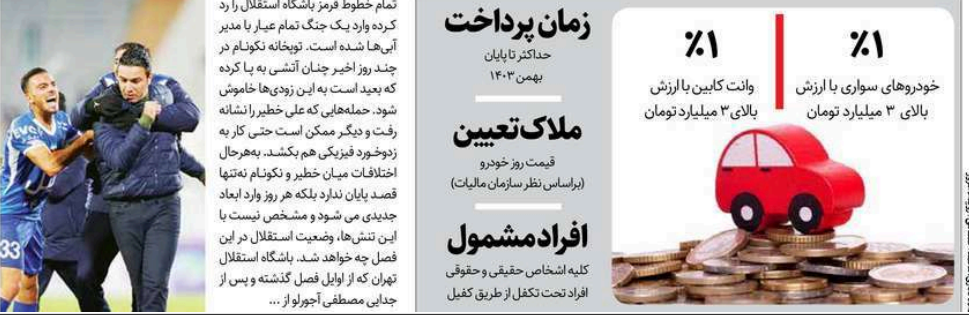 ٪۱
خودروهای سواری با ارزش
بالای ۳ میلیارد تومان
٪۱
وانت کابین با ارزش
بالای ۳ میلیارد تومان
زمان پرداخت
حداکثر تا پایان
بهمن ۱۴۰۳
ملاک تعیین
قیمت روز خودرو
(براساس نظر سازمان مالیات)
افراد مشمول
کلیه اشخاص حقیقی و حقوقی
افراد تحت تکفل از طریق کفیل
تمام خطوط قرمز باشگاه استقلال را رد
کرده وارد یک جنگ تمام عیار با مدیر
آبی‌ها شده است. توپخانه نکونام در
چند روز اخیر چنان آتشی به پا کرده
که بعید است به این زودی‌ها خاموش
شود. حمله‌هایی که علی خطیر را نشانه
رفت و دیگر ممکن است حتی کار به
زدوخورد فیزیکی هم بکشد. به‌هرحال
اختلافات میان خطیر و نکونام نه‌تنها
قصد پایان ندارد بلکه هر روز وارد ابعاد
جدیدی می شود و مشخص نیست با
این تنش‌ها، وضعیت استقلال در این
فصل چه خواهد شد. باشگاه استقلال
تهران که از اوایل فصل گذشته و پس از
جدایی مصطفی آجورلو از ...
33